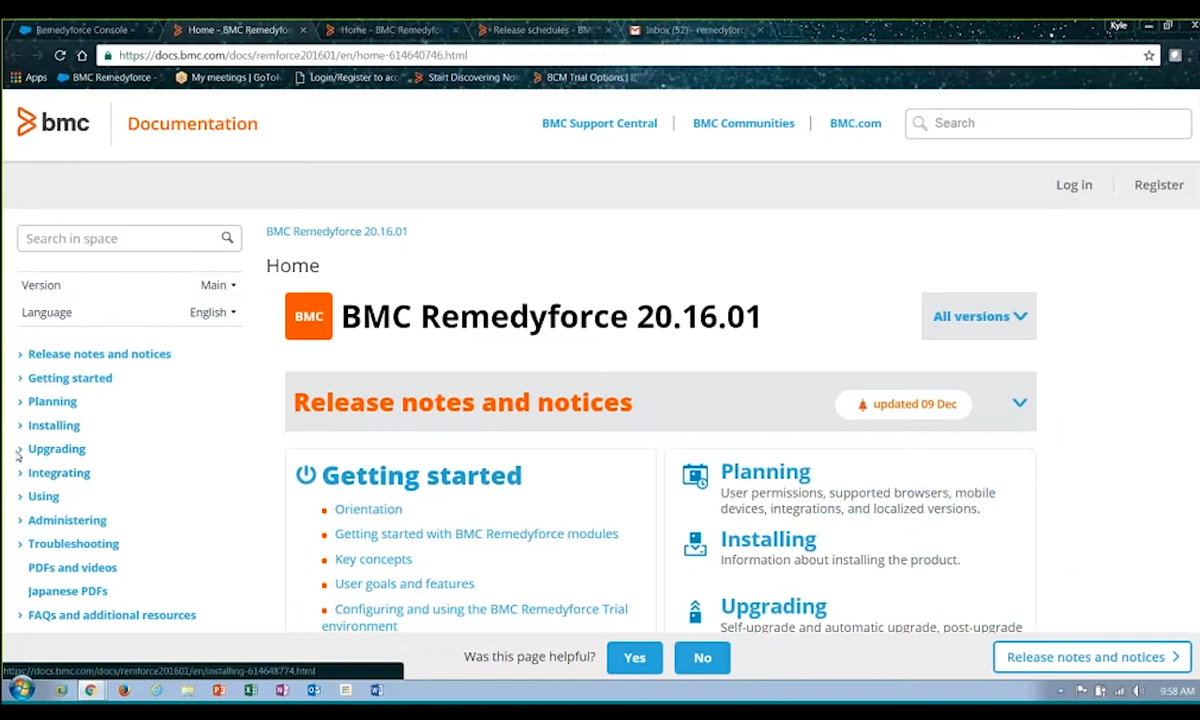 Remedyforce Console -
Home - BMC Remedyfo
Home - BMC Remedyfo
Release schedules - BM
Inbox (52) - remedyforc
Kyle
https://docs.bmc.com/docs/remforce201601/en/home-614640746.html
Apps
BMC Remedyforce -
My meetings | GoTo
Login/Register to acc
Start Discovering No
BCM Trial Options | E
bmc
Documentation
BMC Support Central
BMC Communities
BMC.com
Search
Log in
Register
Search in space
BMC Remedyforce 20.16.01
Home
Version
Main
Language
English
BMC
BMC Remedyforce 20.16.01
All versions
Release notes and notices
Getting started
Planning
Installing
Upgrading
Integrating
Using
Administering
Troubleshooting
PDFs and videos
Japanese PDFs
FAQs and additional resources
Release notes and notices
updated 09 Dec
Getting started
Orientation
Getting started with BMC Remedyforce modules
Key concepts
User goals and features
Configuring and using the BMC Remedyforce Trial
environment
Planning
User permissions, supported browsers, mobile
devices, integrations, and localized versions.
Installing
Information about installing the product.
Upgrading
Self-upgrade and automatic upgrade, post-upgrade
Was this page helpful?
Yes
No
Release notes and notices
https://docs.bmc.com/docs/remforce201601/en/installing-614648774.html
9:58 AM